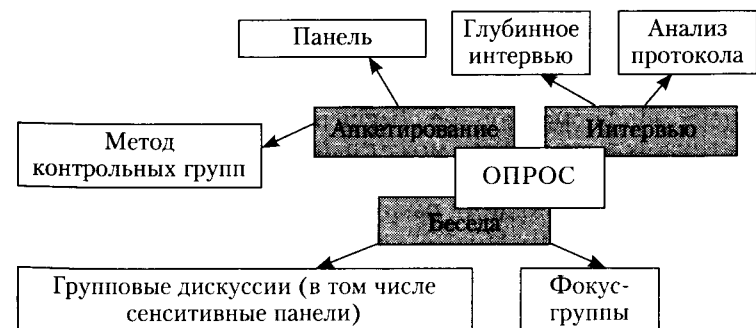 Панель
Глубинное
интервью
Анализ
протокола
Анкетирование
Интервью
Метод
контрольных групп
ОПРОС
Беседа
Групповые дискуссии (в том числе
сенситивные панели)
Фокус-
группы